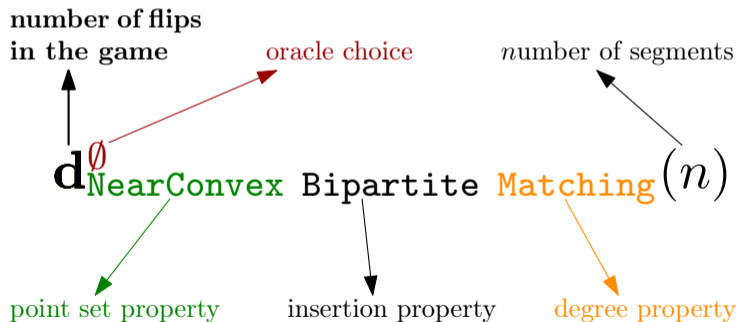 number of flips
in the game
oracle choice
number of segments
d^∅_NearConvex Bipartite Matching(n)
point set property
insertion property
degree property